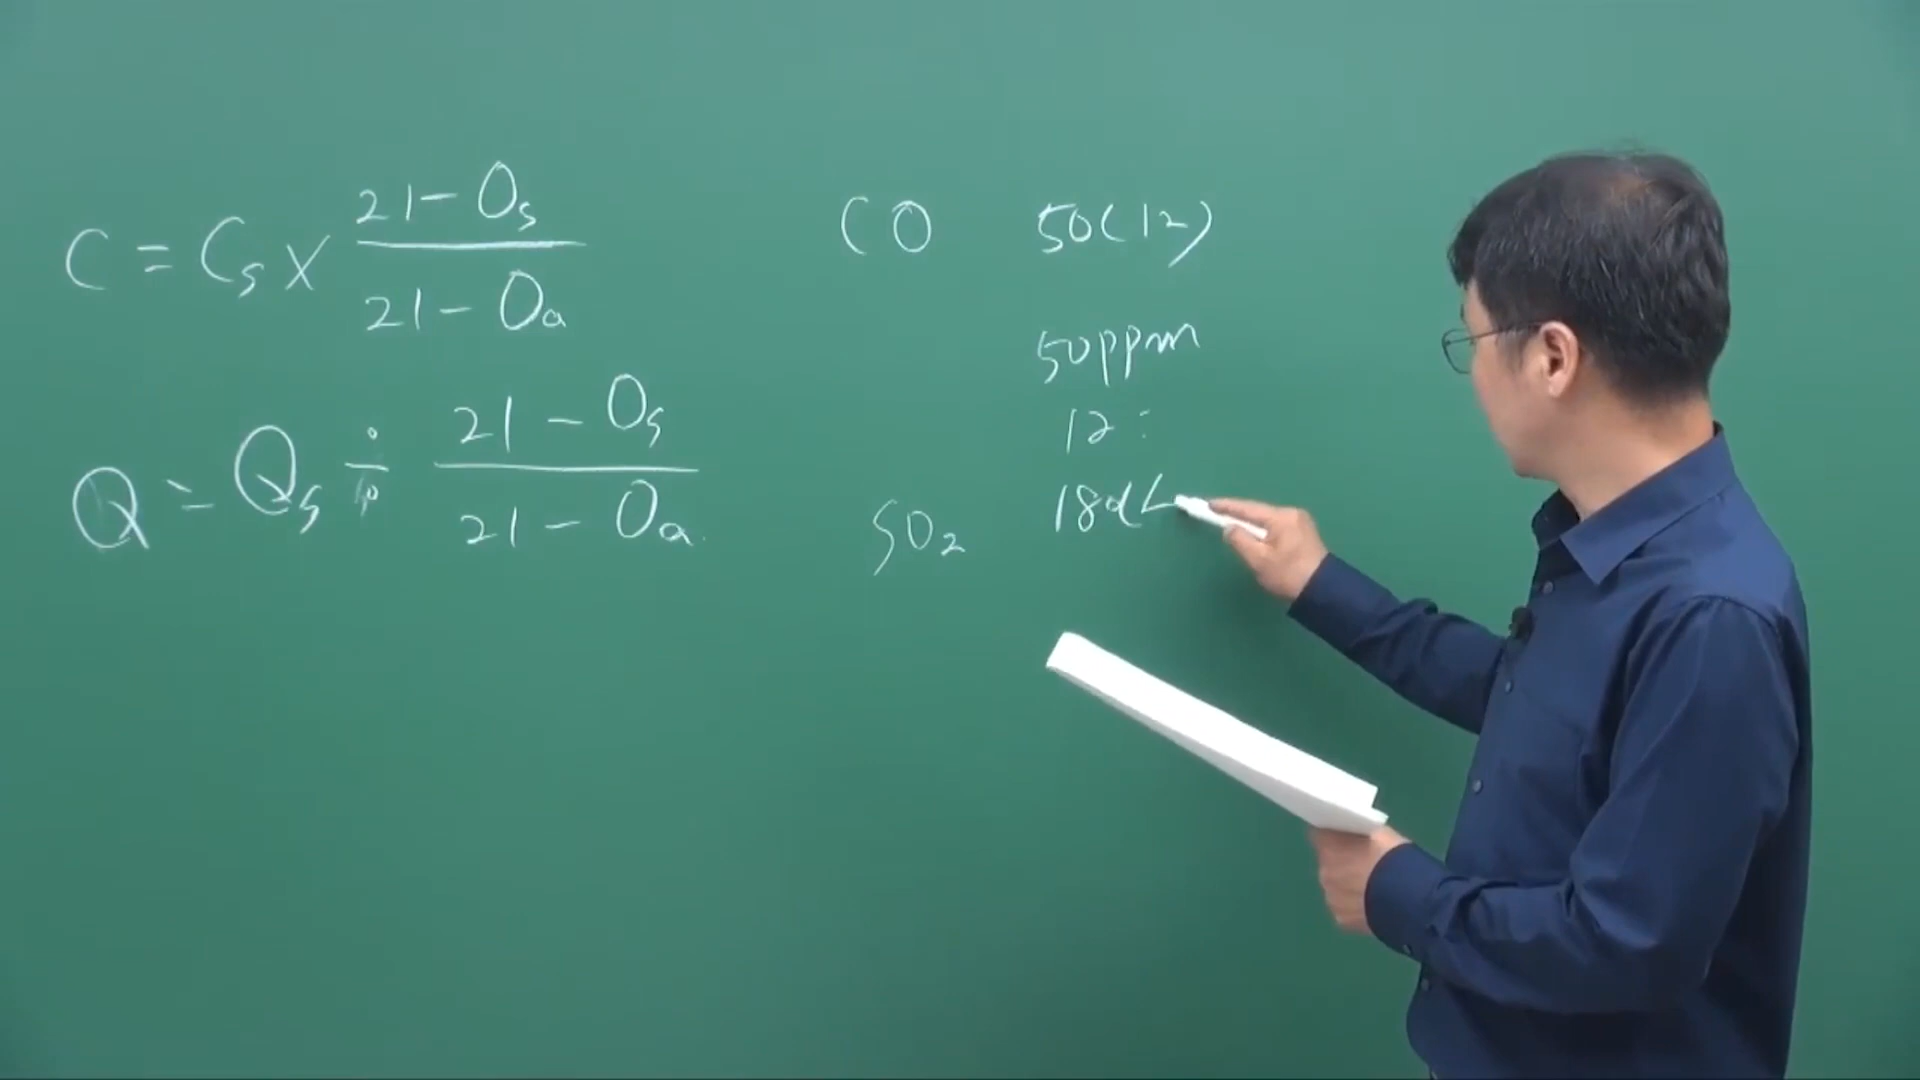 C = Cs × 21 - Os / 21 - Oa
Q = Qs ÷ 21 - Os / 21 - Oa
CO 50(12)
50ppm
12 :
SO2